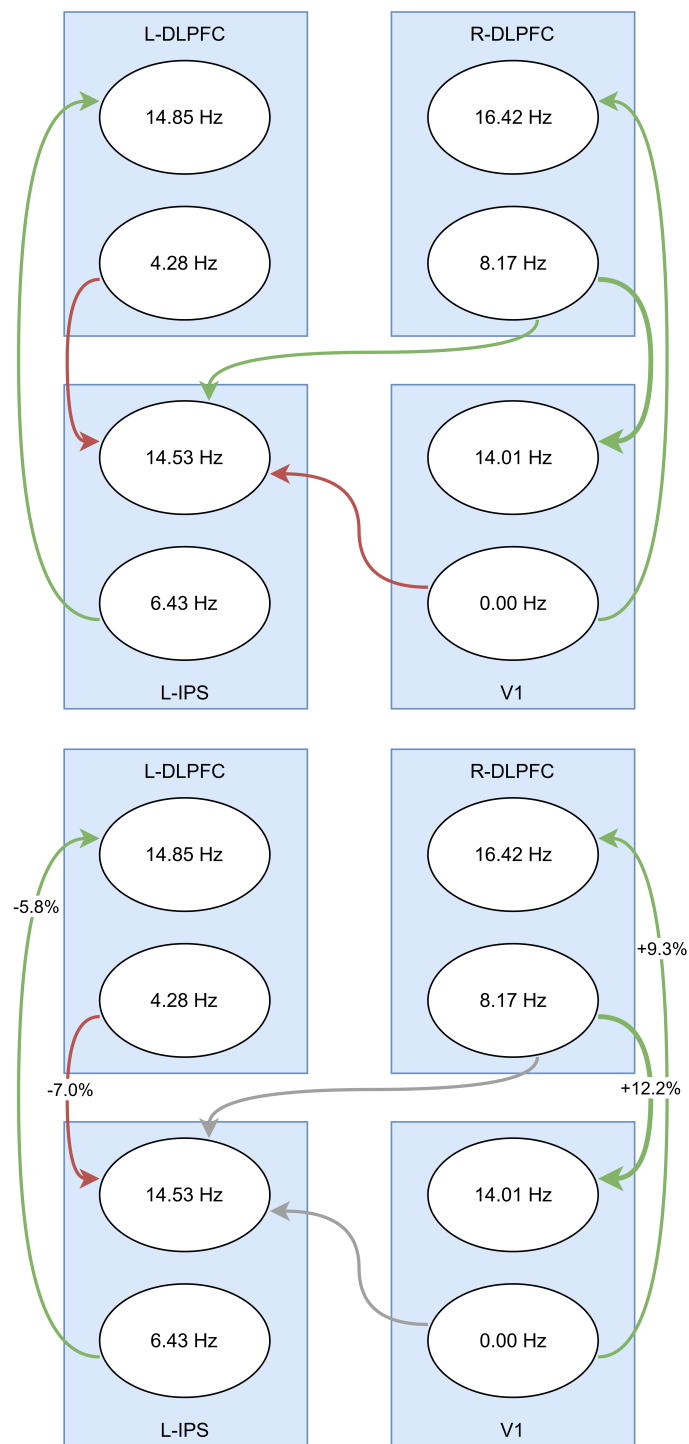 L-DLPFC
R-DLPFC
14.85 Hz
16.42 Hz
4.28 Hz
8.17 Hz
14.53 Hz
14.01 Hz
6.43 Hz
0.00 Hz
L-IPS
V1
L-DLPFC
R-DLPFC
14.85 Hz
16.42 Hz
-5.8%
+9.3%
4.28 Hz
8.17 Hz
-7.0%
+12.2%
14.53 Hz
14.01 Hz
6.43 Hz
0.00 Hz
L-IPS
V1